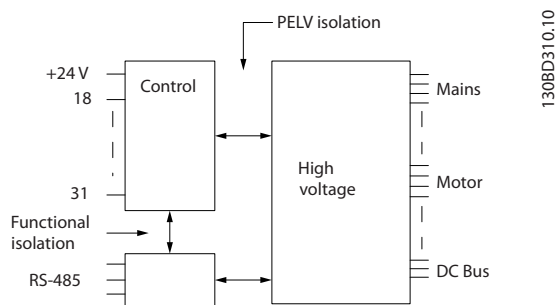 PELV isolation
130BD310.10
+24 V
Control
Mains
18
High
voltage
Motor
31
Functional
isolation
DC Bus
RS-485